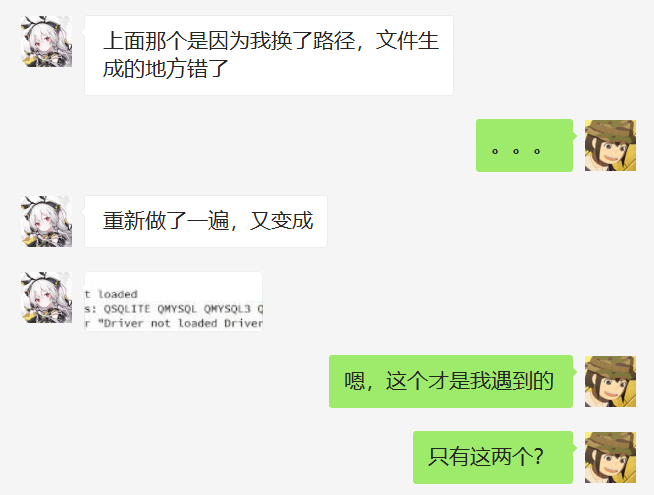 上面那个是因为我换了路径，文件生
成的地方错了
。。。
重新做了一遍，又变成
t loaded
s: QSQLITE QMYSQL QMYSQL3 Q
r "Driver not loaded Driver
嗯，这个才是我遇到的
只有这两个？